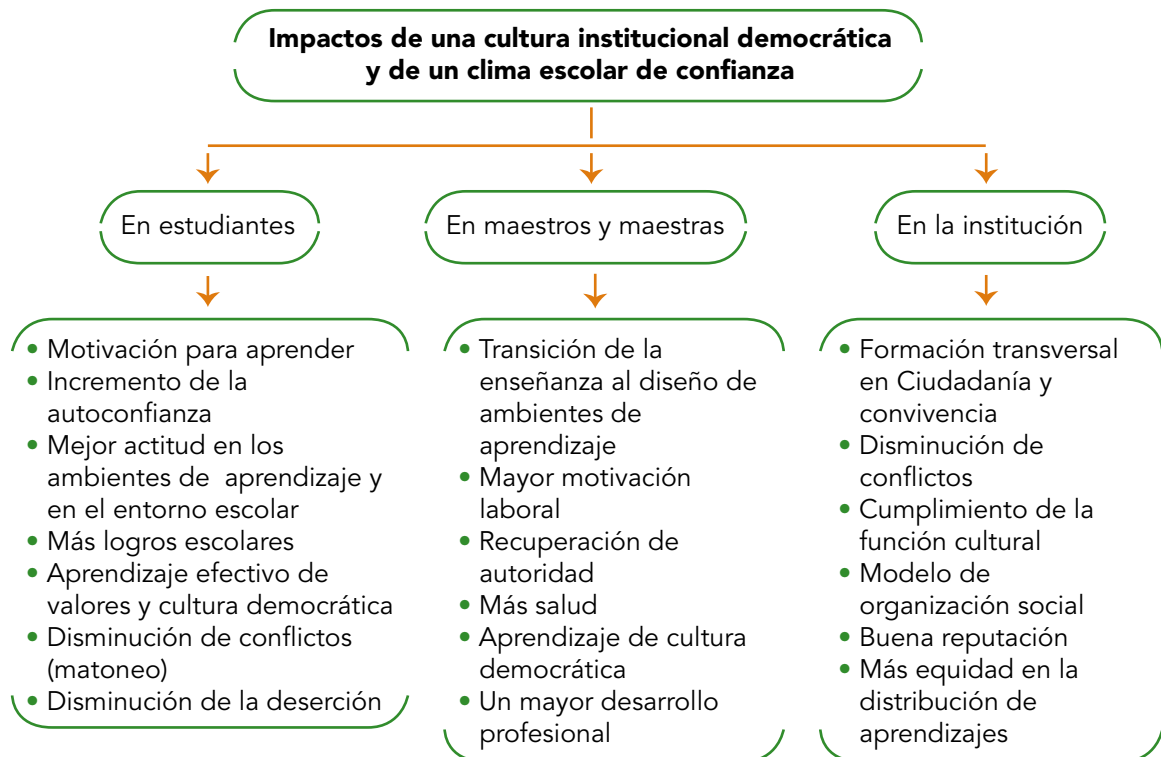 Impactos de una cultura institucional democrática
y de un clima escolar de confianza
En estudiantes
En maestros y maestras
En la institución
• Motivación para aprender
• Incremento de la
autoconfianza
• Mejor actitud en los
ambientes de aprendizaje y
en el entorno escolar
• Más logros escolares
• Aprendizaje efectivo de
valores y cultura democrática
• Disminución de conflictos
(matoneo)
• Disminución de la deserción
• Transición de la
enseñanza al diseño de
ambientes de
aprendizaje
• Mayor motivación
laboral
• Recuperación de
autoridad
• Más salud
• Aprendizaje de cultura
democrática
• Un mayor desarrollo
profesional
• Formación transversal
en Ciudadanía y
convivencia
• Disminución de
conflictos
• Cumplimiento de la
función cultural
• Modelo de
organización social
• Buena reputación
• Más equidad en la
distribución de
aprendizajes